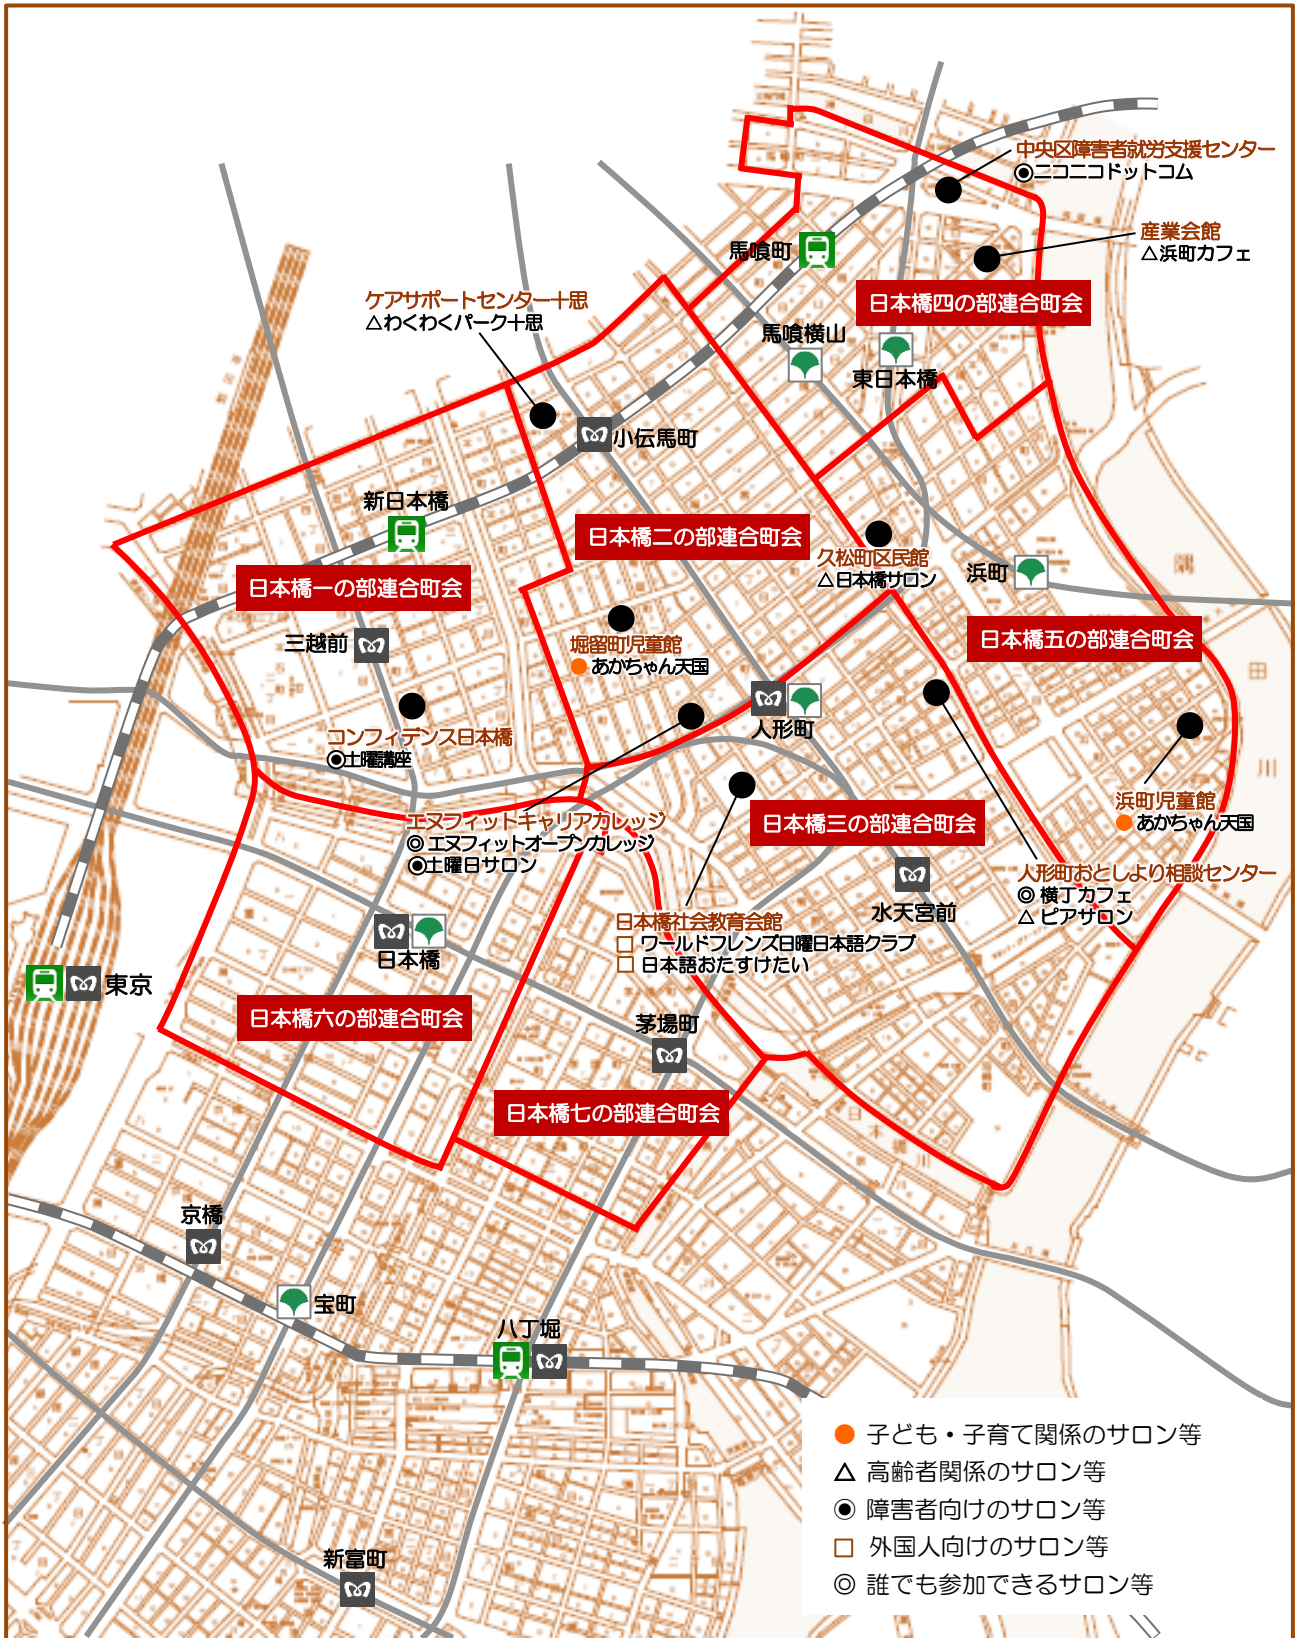 中央区障害者就労支援センター
◉ニコニコドットコム
産業会館
△浜町カフェ
馬喰町
日本橋四の部連合町会
ケアサポートセンター十思
△わくわくパーク十思
馬喰横山
東日本橋
小伝馬町
新日本橋
日本橋二の部連合町会
久松町区民館
△日本橋サロン
浜町
隅
日本橋一の部連合町会
三越前
堀留町児童館
● あかちゃん天国
日本橋五の部連合町会
田
人形町
コンフィデンス日本橋
◉土曜講座
川
浜町児童館
● あかちゃん天国
エヌフィットキャリアカレッジ
◎ エヌフィットオープンカレッジ
◉土曜日サロン
日本橋三の部連合町会
人形町おとしより相談センター
◎ 横丁カフェ
△ ピアサロン
水天宮前
日本橋社会教育会館
□ ワールドフレンズ日曜日本語クラブ
□ 日本語おたすけたい
日本橋
東京
日本橋六の部連合町会
茅場町
日本橋七の部連合町会
日本橋川
京橋
宝町
八丁堀
新富町
● 子ども・子育て関係のサロン等
△ 高齢者関係のサロン等
◉ 障害者向けのサロン等
□ 外国人向けのサロン等
◎ 誰でも参加できるサロン等